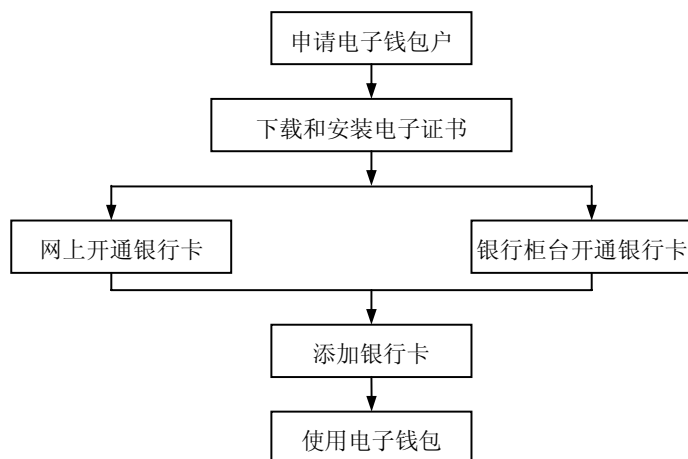 申请电子钱包户
下载和安装电子证书
网上开通银行卡
银行柜台开通银行卡
添加银行卡
使用电子钱包